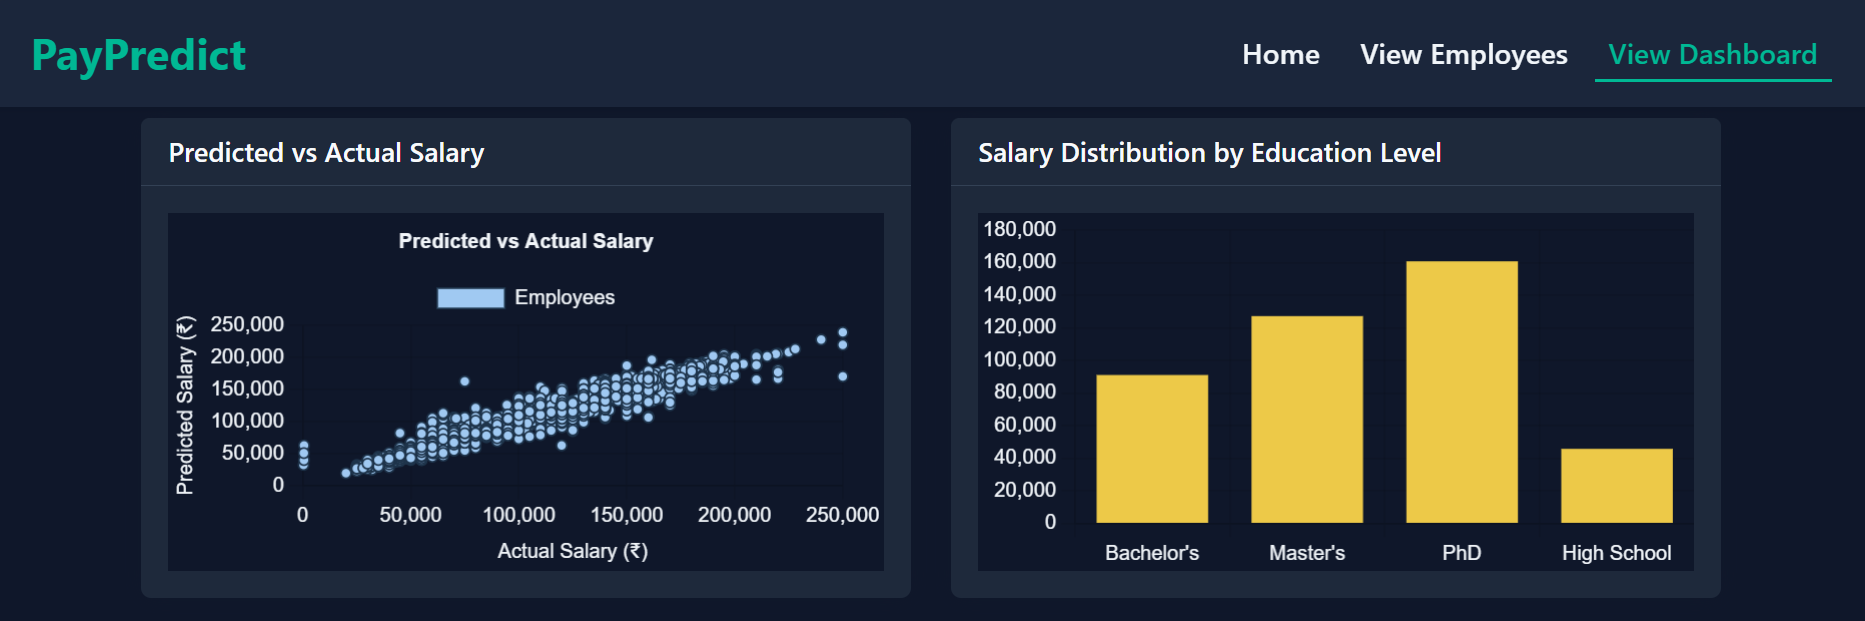 PayPredict
Home
View Employees
View Dashboard
Predicted vs Actual Salary
Predicted vs Actual Salary
Employees
Predicted Salary (₹)
250,000
200,000
150,000
100,000
50,000
0
0
50,000
100,000
150,000
200,000
250,000
Actual Salary (₹)
Salary Distribution by Education Level
180,000
160,000
140,000
120,000
100,000
80,000
60,000
40,000
20,000
0
Bachelor's
Master's
PhD
High School